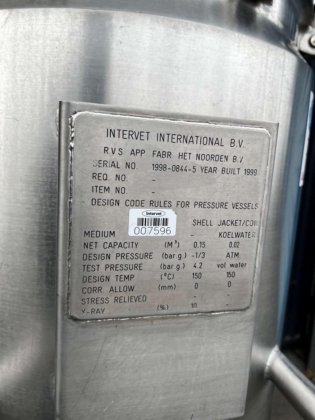 INTERVET INTERNATIONAL B.V.
R.V.S. APP. FABR. HET NOORDEN B.V.
SERIAL NO. 1998-0844-5 YEAR BUILT 1999
REQ. NO. -
ITEM NO. -
DESIGN CODE RULES FOR PRESSURE VESSELS
Intervet
007596
SHELL JACKET/COIL
MEDIUM - KOELWATER
NET CAPACITY (M³) 0,15 0,02
DESIGN PRESSURE (bar g.) -1/3 ATM.
TEST PRESSURE (bar g.) 4.2 vol water
DESIGN TEMP (°C) 150 150
CORR. ALLOW (mm) 0 0
STRESS RELIEVED - -
X-RAY (%) 10 -